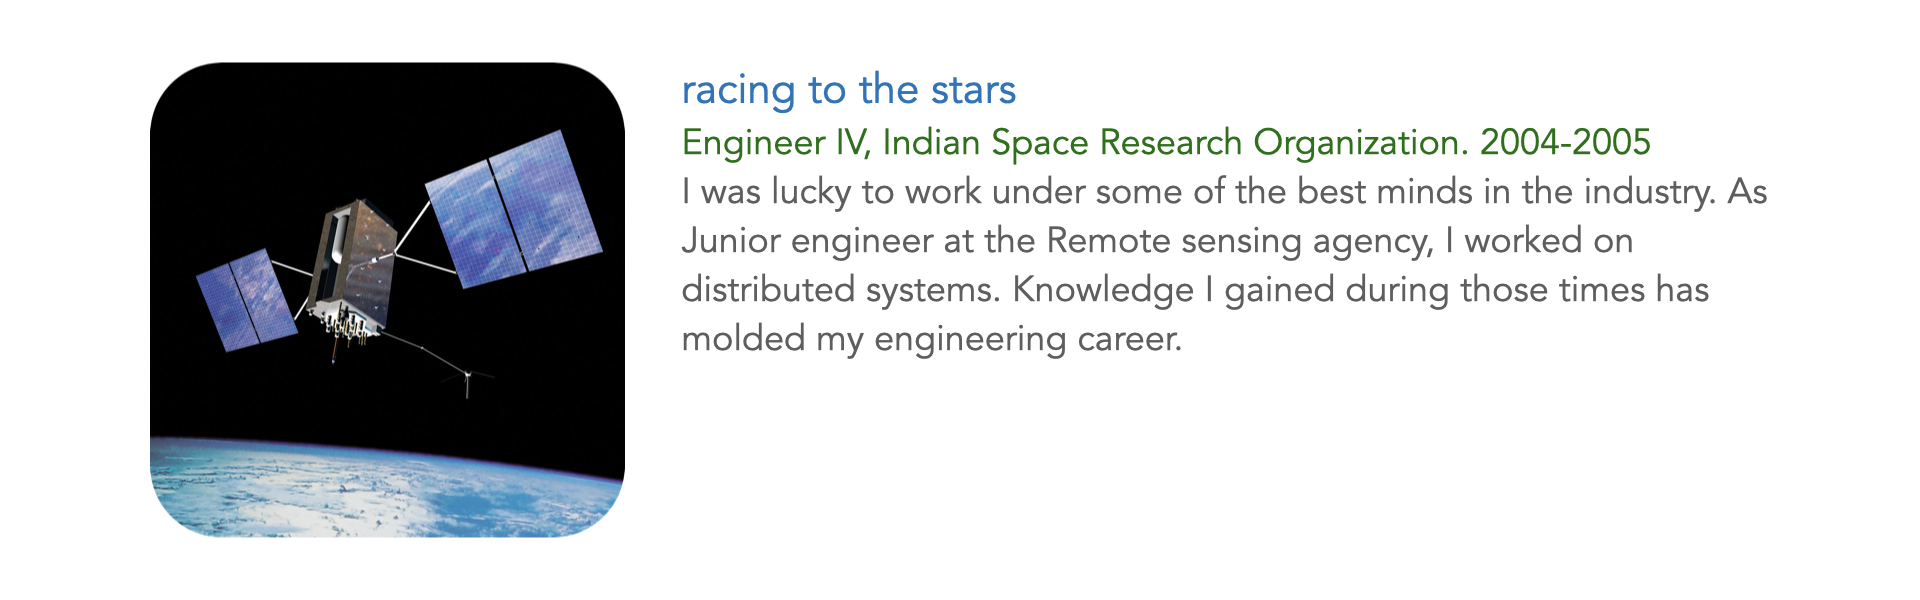 racing to the stars
Engineer IV, Indian Space Research Organization. 2004-2005
I was lucky to work under some of the best minds in the industry. As
Junior engineer at the Remote sensing agency, I worked on
distributed systems. Knowledge I gained during those times has
molded my engineering career.